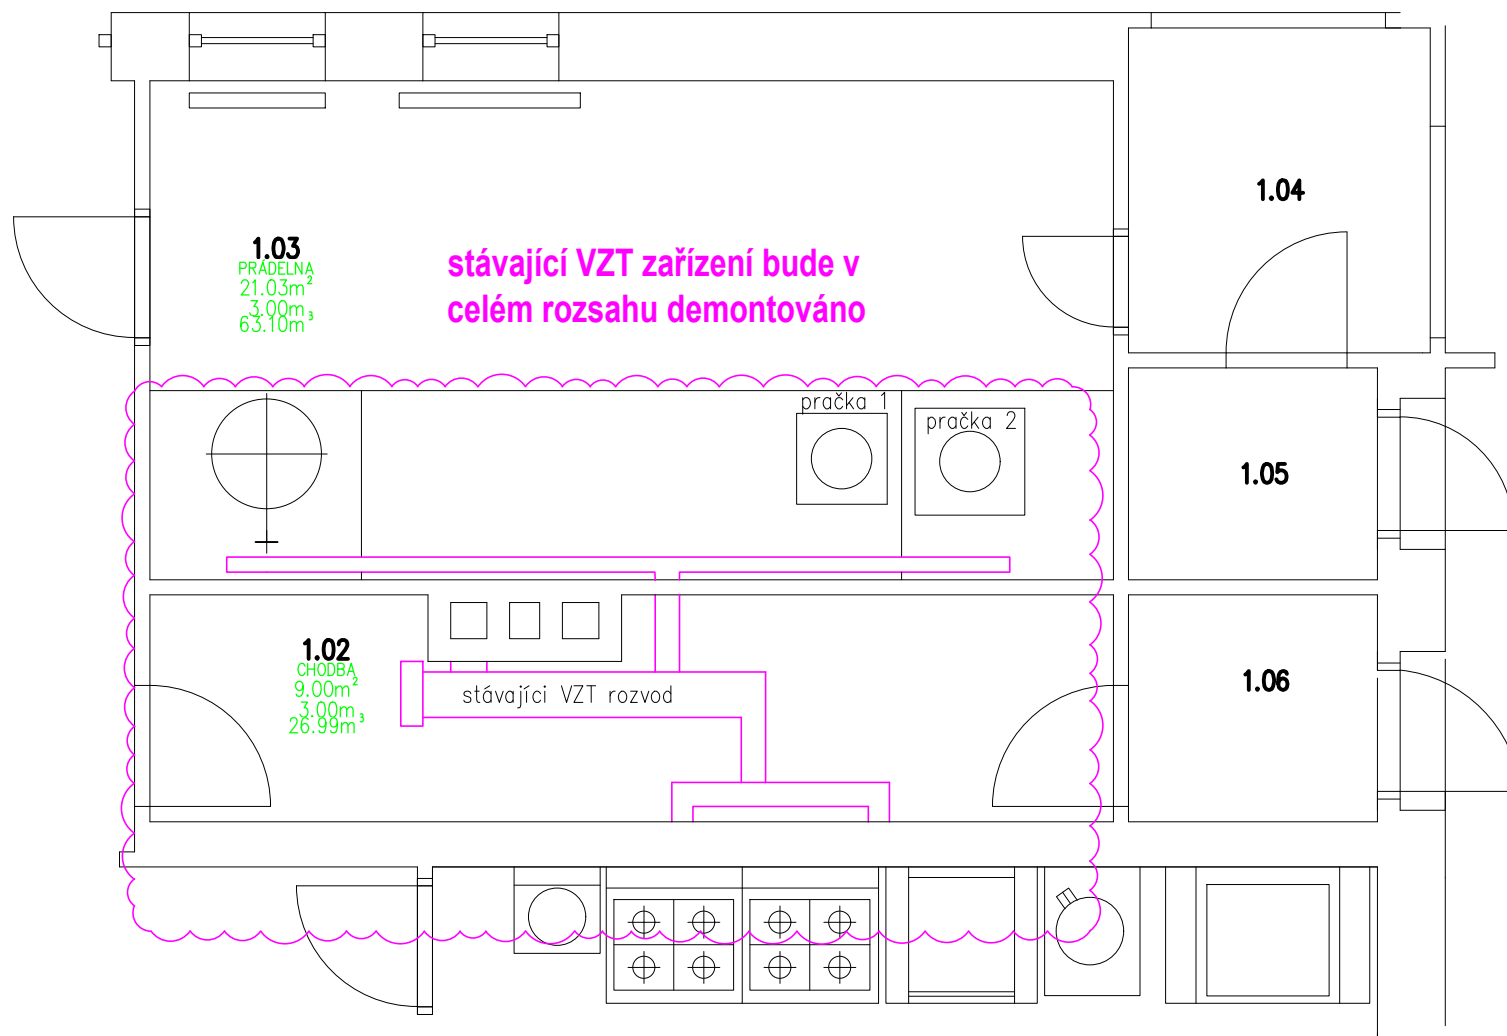 1.04
1.03
PRÁDELNA
21.03m²
3.00m
63.10m³
stávající VZT zařízení bude v
celém rozsahu demontováno
pračka 1
pračka 2
1.05
1.02
CHODBA
9.00m²
3.00m
26.99m³
stávajíci VZT rozvod
1.06